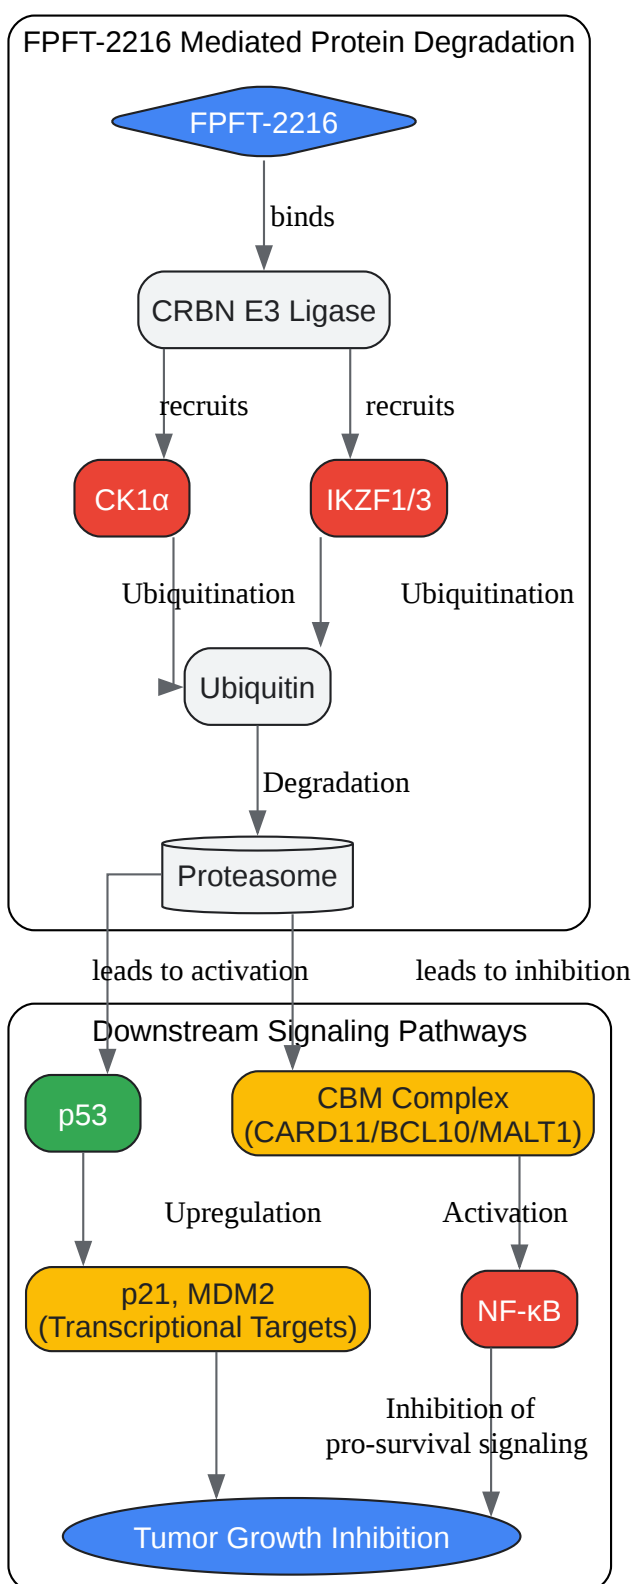 FPFT-2216 Mediated Protein Degradation
FPFT-2216
binds
CRBN E3 Ligase
recruits
recruits
CK1α
IKZF1/3
Ubiquitination
Ubiquitination
Ubiquitin
Degradation
Proteasome
leads to activation
leads to inhibition
Downstream Signaling Pathways
p53
CBM Complex
(CARD11/BCL10/MALT1)
Upregulation
Activation
p21, MDM2
(Transcriptional Targets)
NF-κB
Inhibition of
pro-survival signaling
Tumor Growth Inhibition